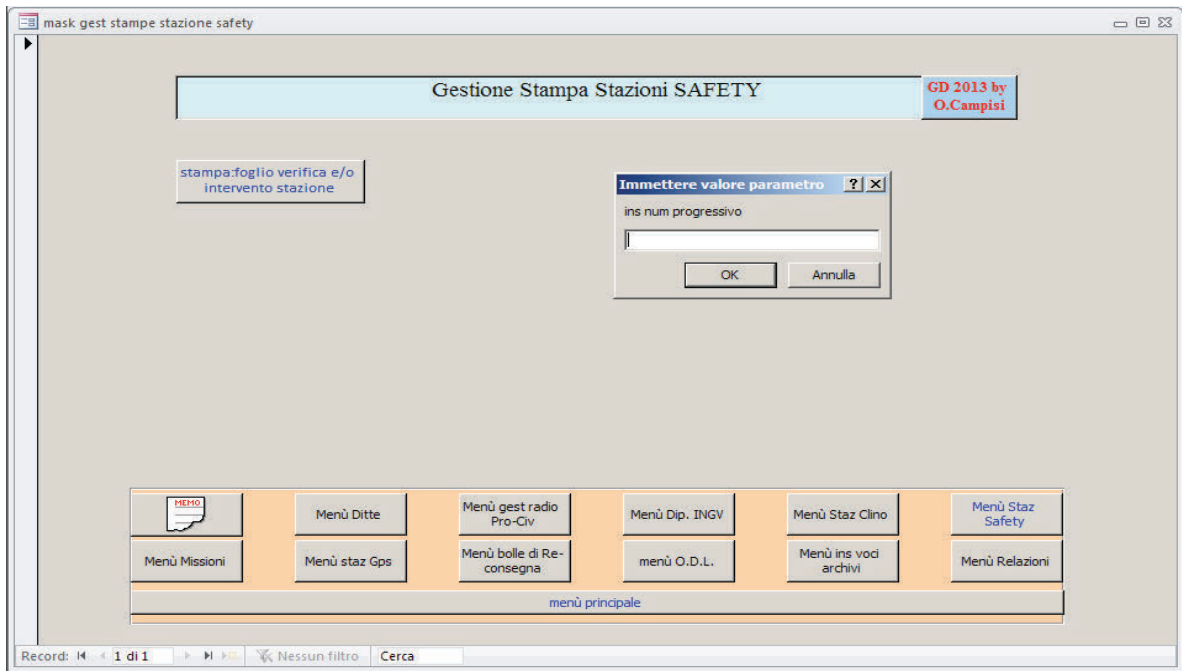 mask gest stampe stazione safety
Gestione Stampa Stazioni SAFETY
GD 2013 by
O.Campisi
stampa:foglio verifica e/o
intervento stazione
Immettere valore parametro
ins num progressivo
OK
Annulla
MEMO
Menù Ditte
Menù gest radio
Pro-Civ
Menù Dip. INGV
Menù Staz Clino
Menù Staz
Safety
Menù Missioni
Menù staz Gps
Menù bolle di Re-
consegna
menù O.D.L.
Menù ins voci
archivi
Menù Relazioni
menù principale
Record: 1 di 1 Nessun filtro Cerca